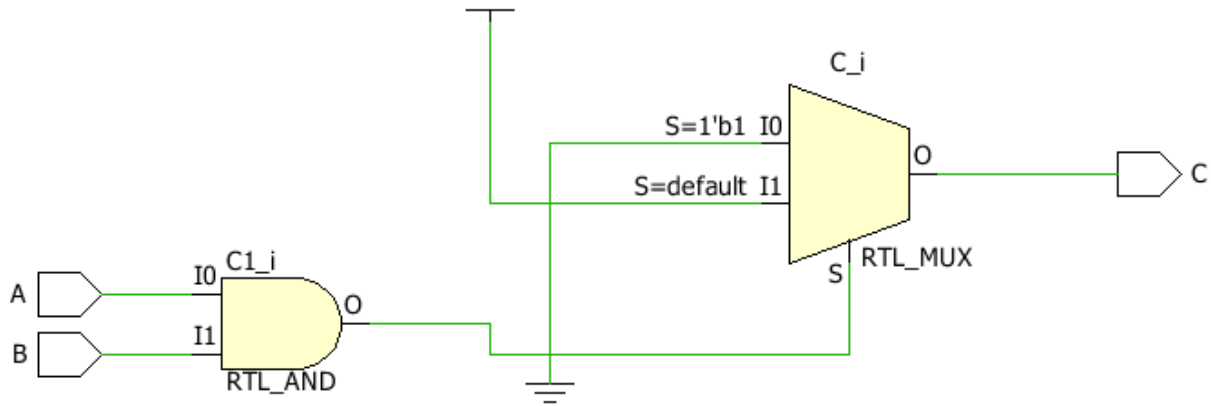 C_i
S=1'b1 I0
O
C
S=default I1
S
RTL_MUX
C1_i
A
I0
O
B
I1
RTL_AND